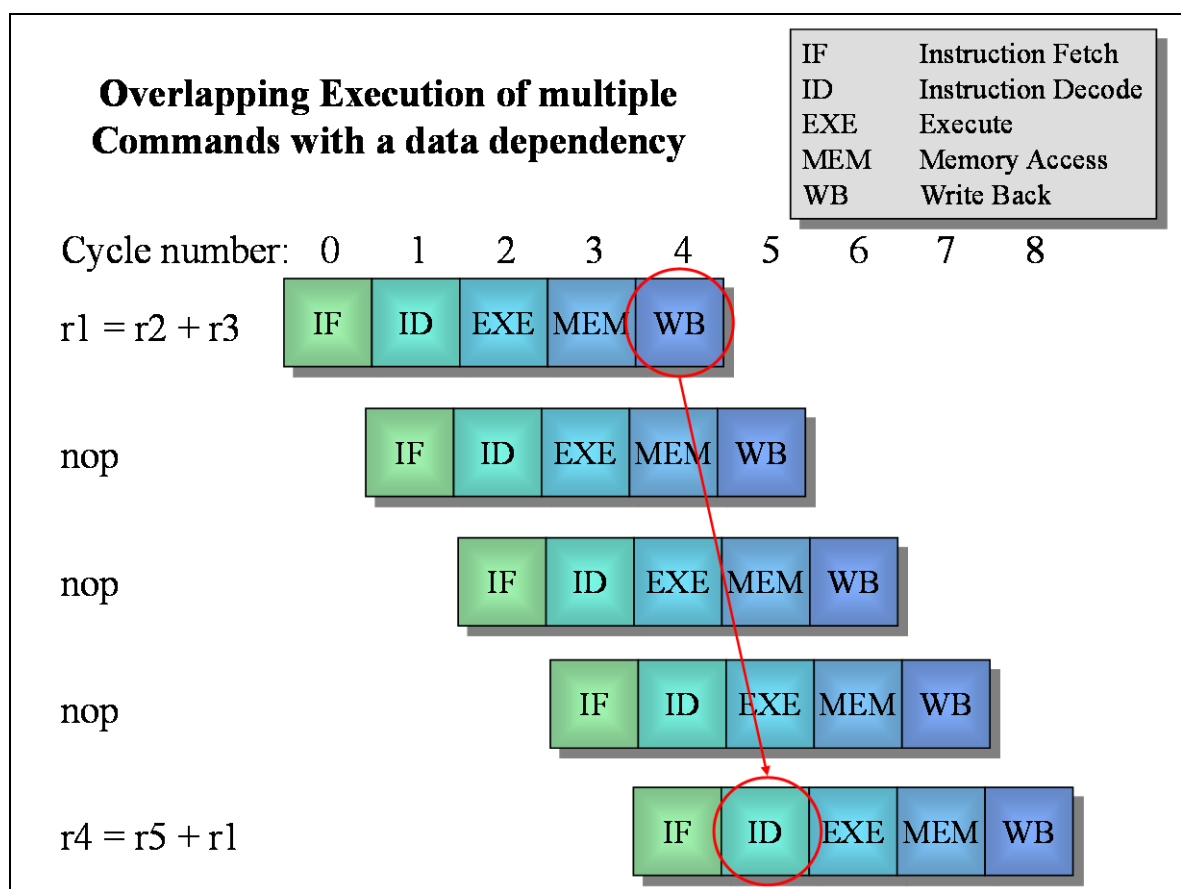 Overlapping Execution of multiple
Commands with a data dependency
IF Instruction Fetch
ID Instruction Decode
EXE Execute
MEM Memory Access
WB Write Back
Cycle number: 0 1 2 3 4 5 6 7 8
r1 = r2 + r3 IF ID EXE MEM WB
nop IF ID EXE MEM WB
nop IF ID EXE MEM WB
nop IF ID EXE MEM WB
r4 = r5 + r1 IF ID EXE MEM WB